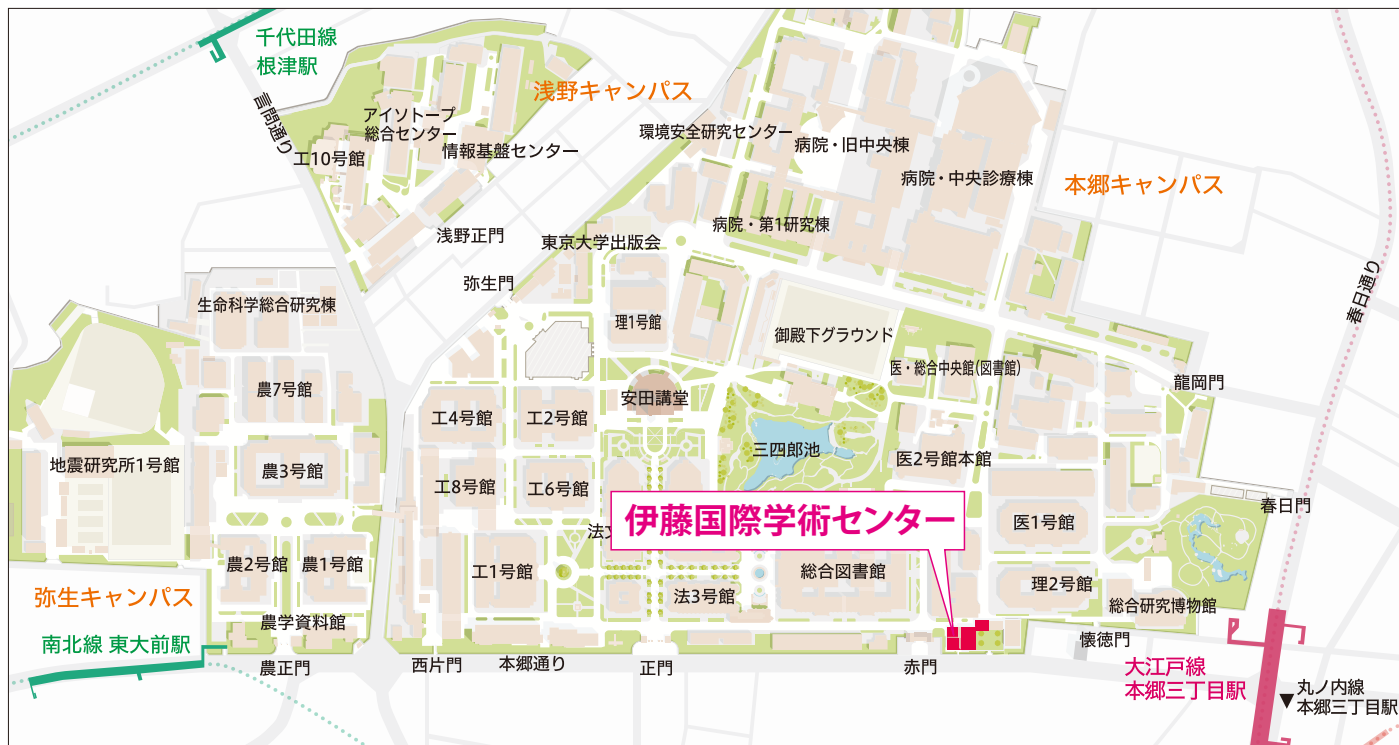 千代田線
根津駅
言問通り
浅野キャンパス
アイソトープ
総合センター
情報基盤センター
工10号館
浅野正門
環境安全研究センター
病院・旧中央棟
病院・中央診療棟
病院・第1研究棟
本郷キャンパス
東京大学出版会
弥生門
生命科学総合研究棟
理1号館
御殿下グラウンド
春日通り
医・総合中央館(図書館)
龍岡門
農7号館
安田講堂
工4号館
工2号館
三四郎池
医2号館本館
地震研究所1号館
農3号館
工8号館
工6号館
伊藤国際学術センター
春日門
法文
医1号館
農2号館
農1号館
工1号館
総合図書館
理2号館
法3号館
総合研究博物館
弥生キャンパス
農学資料館
南北線 東大前駅
農正門
西片門
本郷通り
正門
赤門
懐徳門
大江戸線
本郷三丁目駅
▼丸ノ内線
本郷三丁目駅